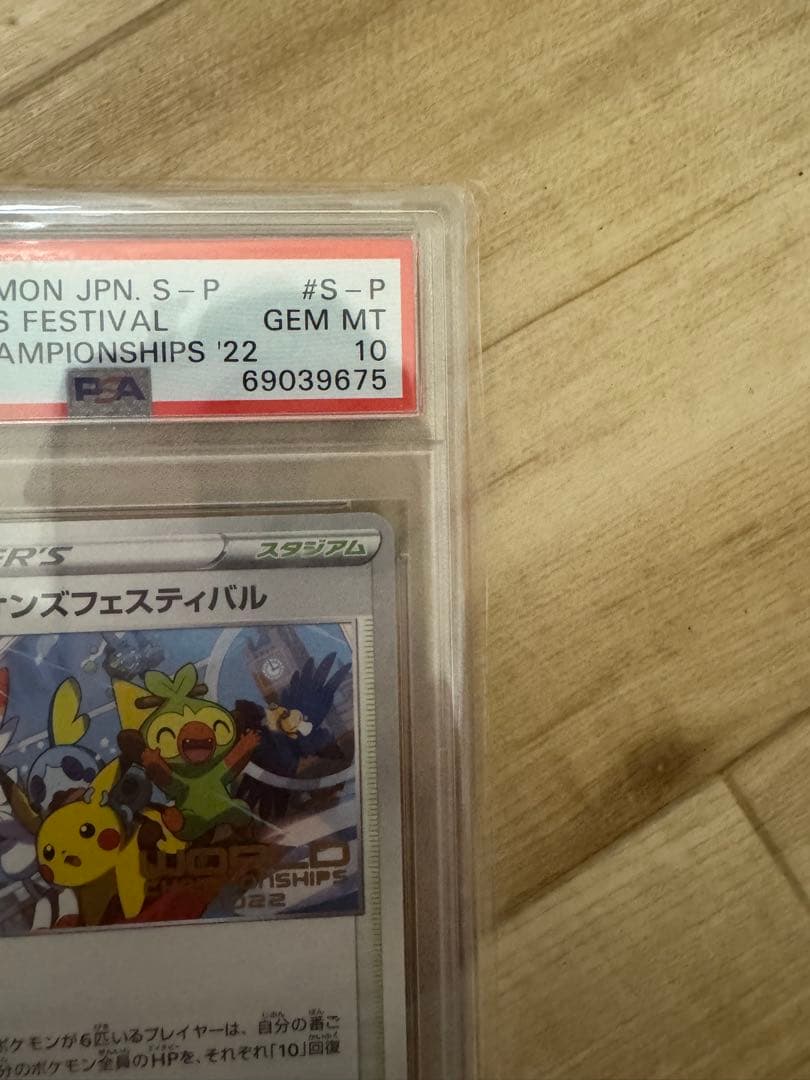 MON JPN. S-P #S-P
S FESTIVAL GEM MT
AMPIONSHIPS '22 10
PSA 69039675
ER'S スタジアム
オンズフェスティバル
WORLD
CHAMPIONSHIPS
2022
ポケモンが6匹いるプレイヤーは、自分の番ご
分のポケモン全員のHPを、それぞれ「10」回復